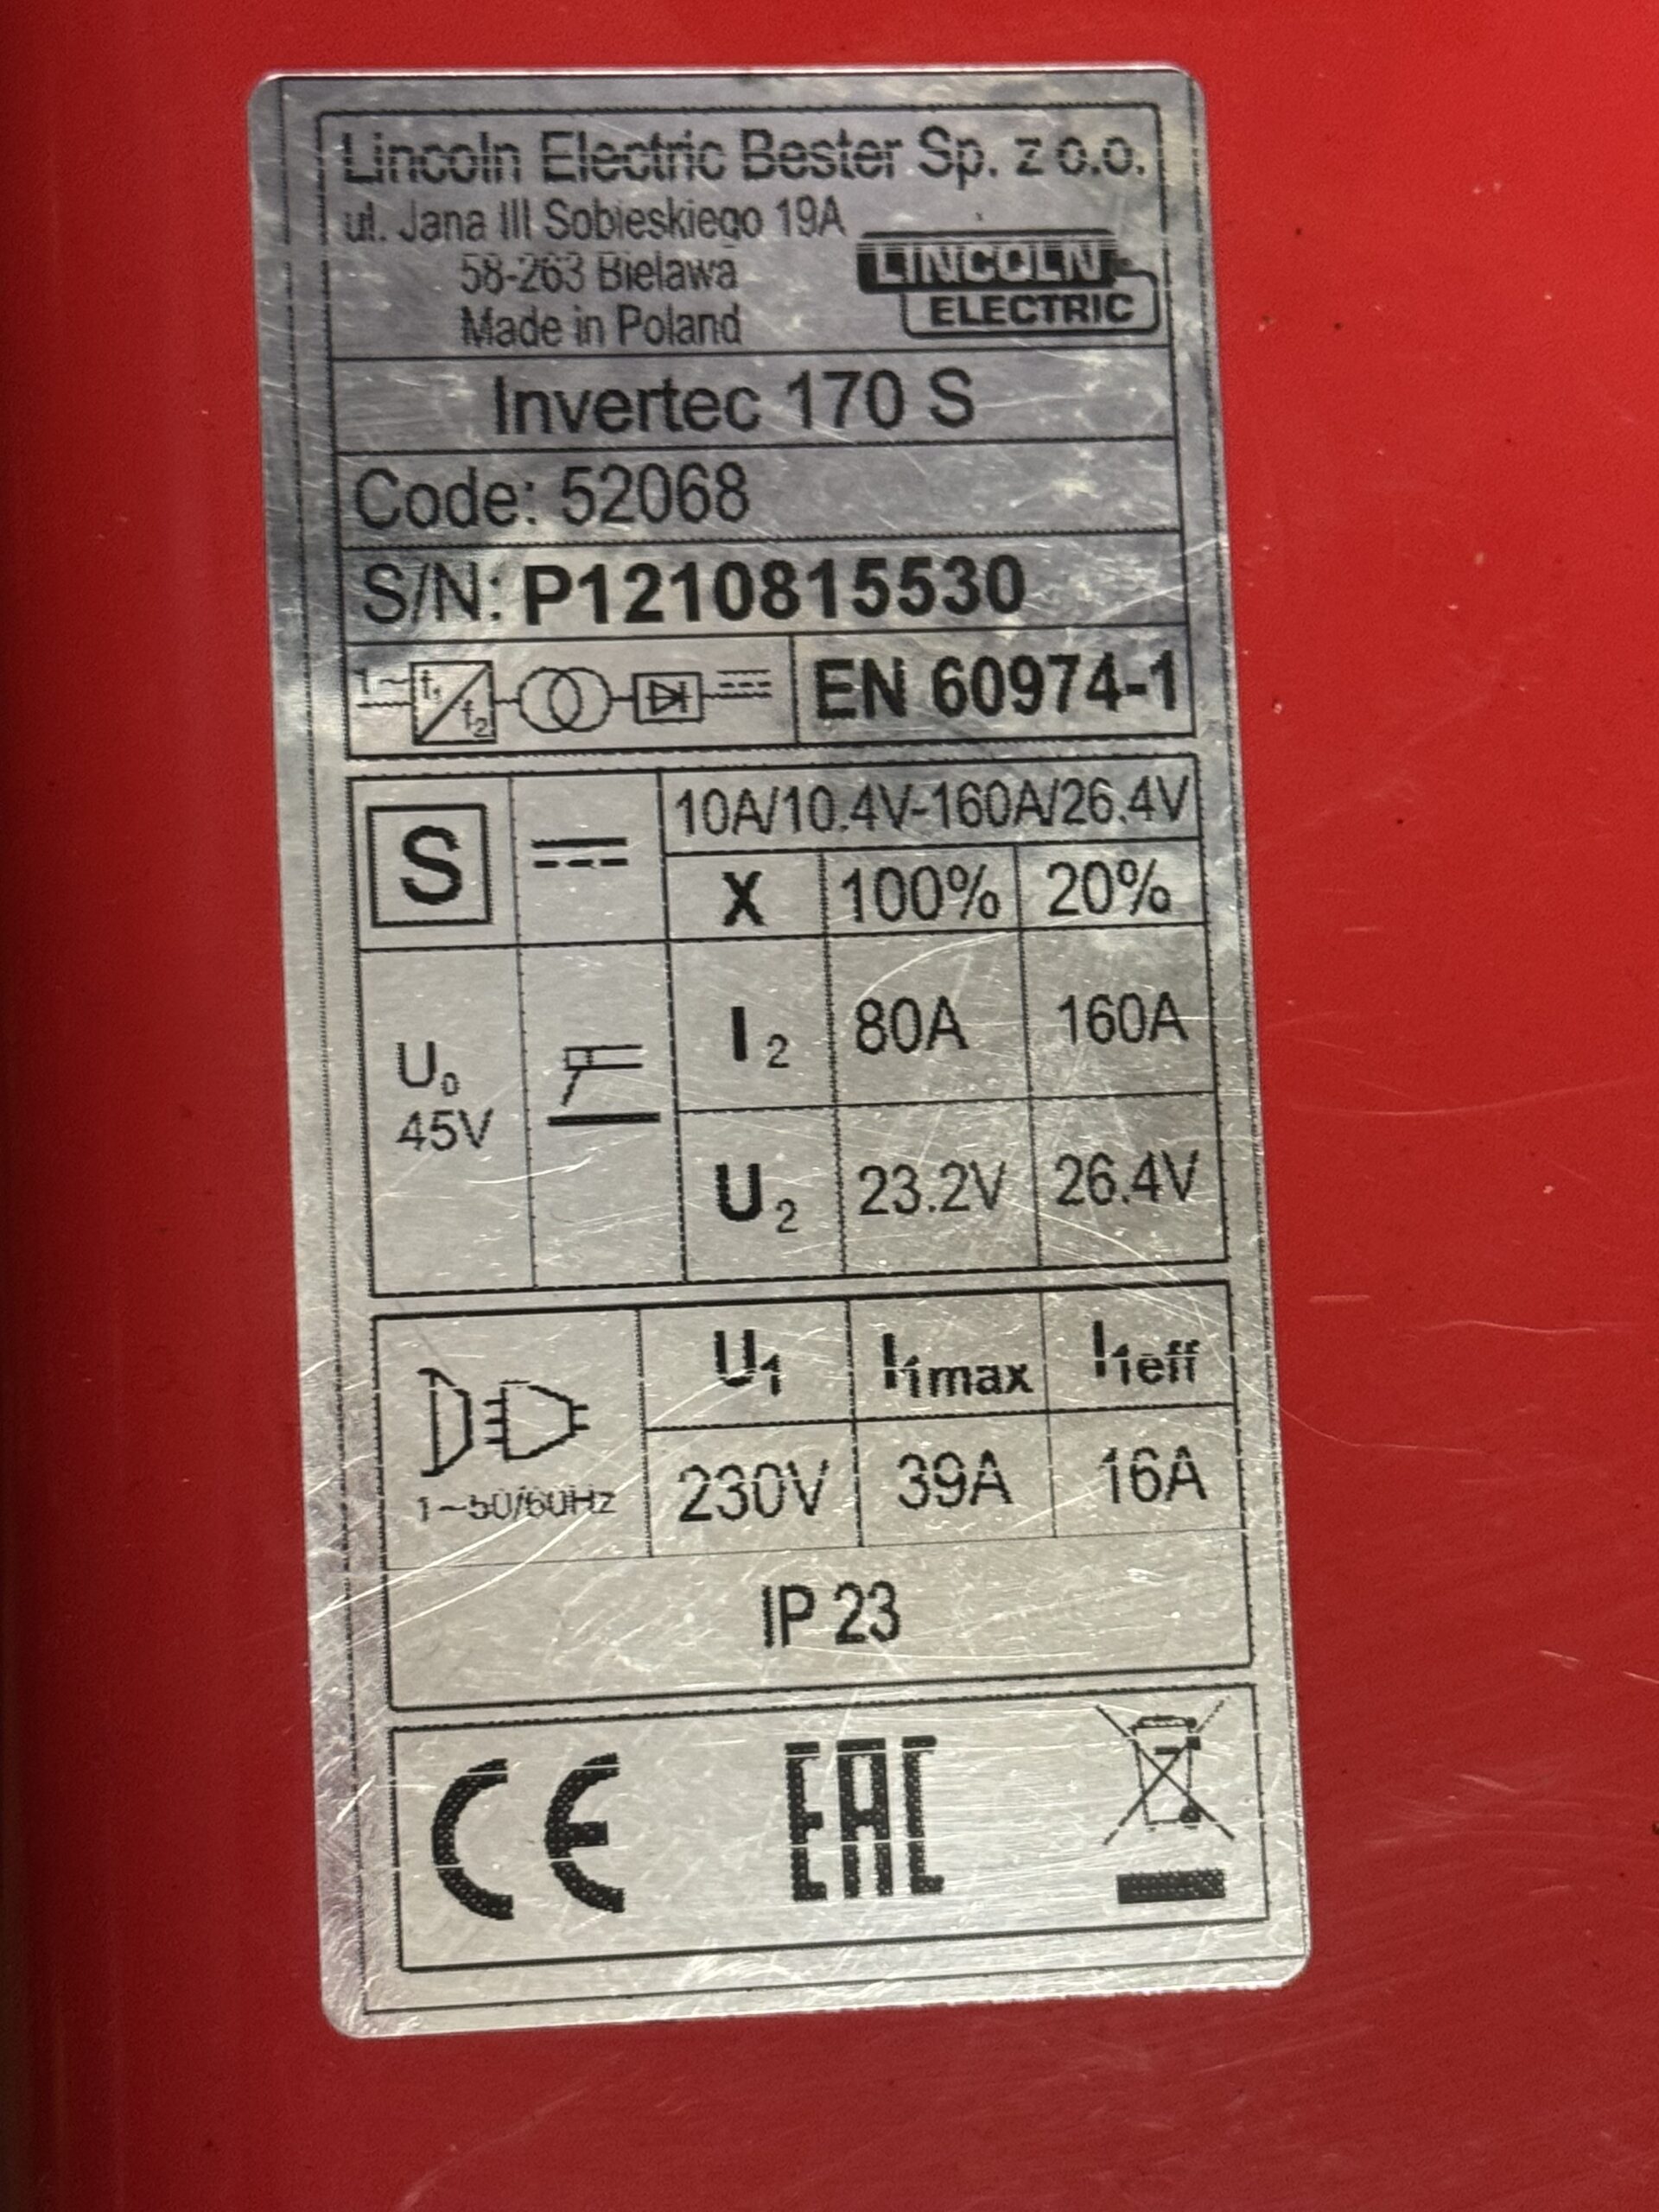 Lincoln Electric Bester Sp. z o.o.
ul. Jana III Sobieskiego 19A
58-263 Bielawa
Made in Poland
LINCOLN
ELECTRIC
Invertec 170 S
Code: 52068
S/N: P1210815530
1~ f1 f2
EN 60974-1
S
10A/10.4V-160A/26.4V
X 100% 20%
U0
45V
I2 80A 160A
U2 23.2V 26.4V
U1 I1max I1eff
1~50/60Hz
230V 39A 16A
IP 23
CE EAC